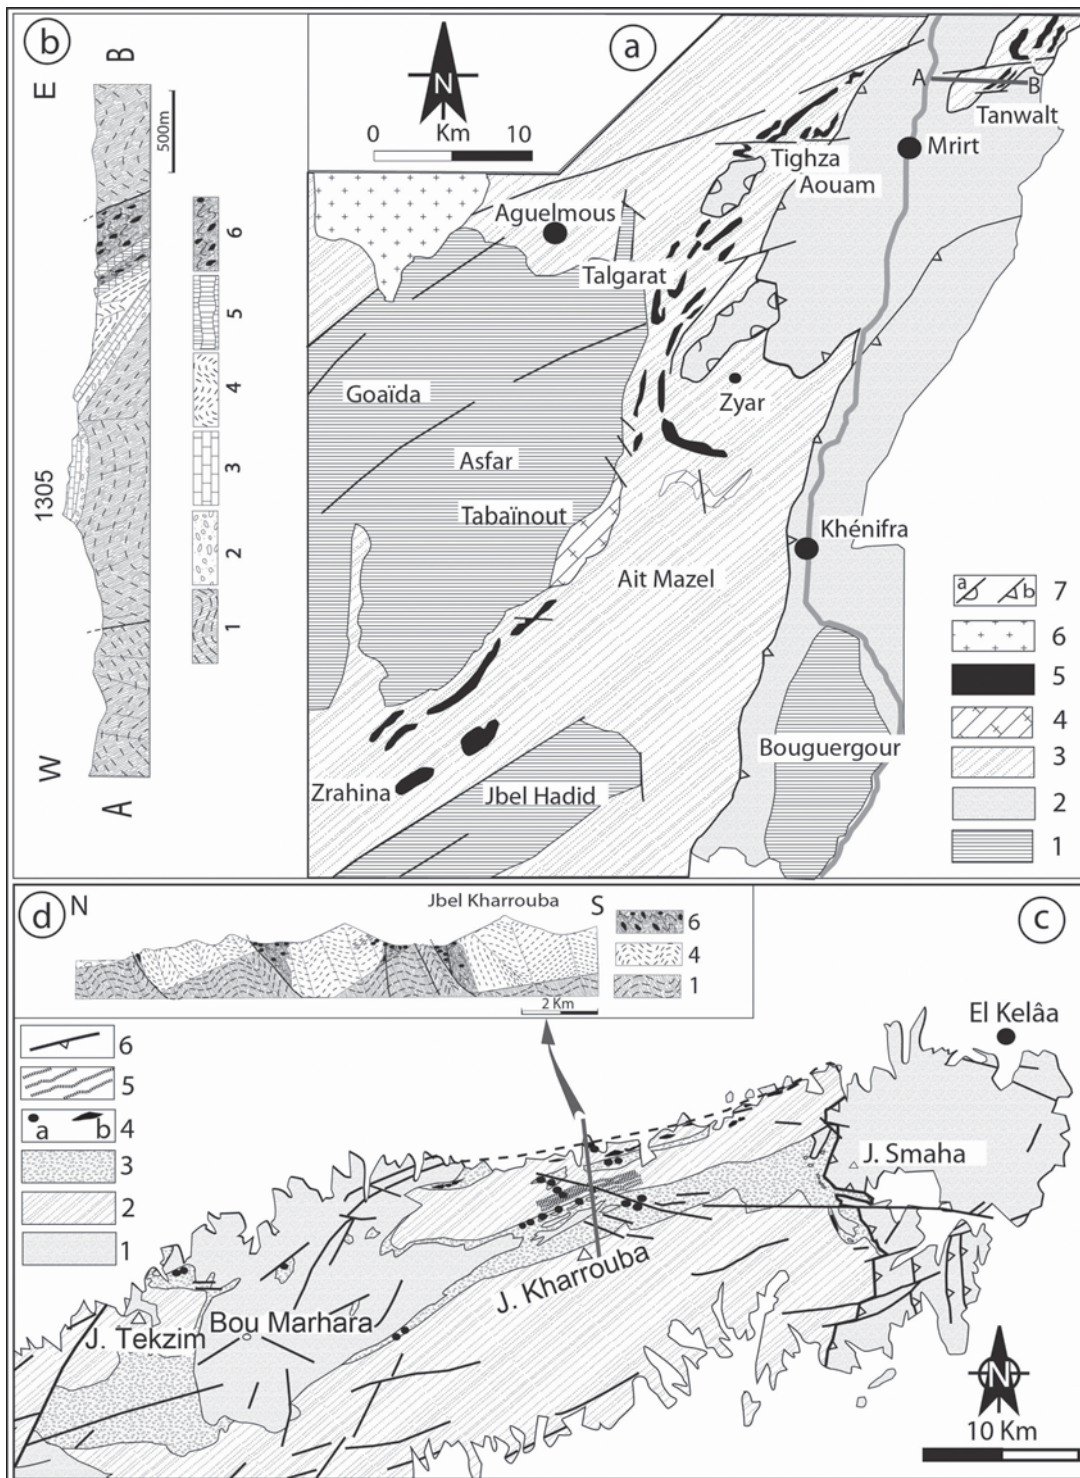 b
E
B
500m
1305
W
A
6
5
4
3
2
1
a
N
0
Km
10
A
B
Tanwalt
Mrirt
Tighza
Aouam
Aguelmous
Talgarat
Zyar
Goaïda
Asfar
Tabaïnout
Khénifra
Ait Mazel
Bouguergour
Zrahina
Jbel Hadid
a
b
7
6
5
4
3
2
1
d
N
Jbel Kharrouba
S
6
4
1
2 Km
c
El Kelâa
6
5
a
b
4
3
2
1
J. Smaha
J. Kharrouba
Bou Marhara
J. Tekzim
N
10 Km